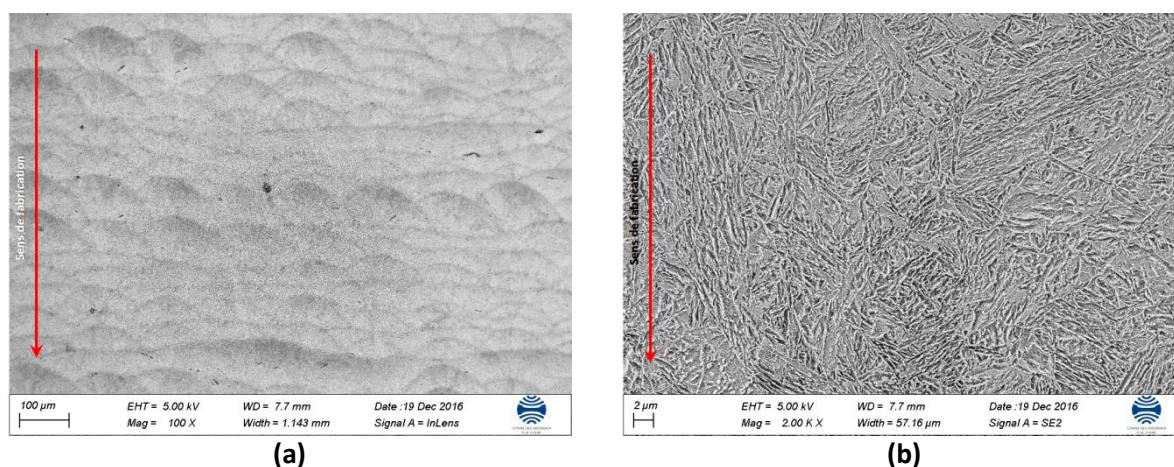 Sens de fabrication
100 µm
EHT = 5.00 kV
WD = 7.7 mm
Date :19 Dec 2016
Mag = 100 X
Width = 1.143 mm
Signal A = InLens
(a)
Sens de fabrication
2 µm
EHT = 5.00 kV
WD = 7.7 mm
Date :19 Dec 2016
Mag = 2.00 K X
Width = 57.16 µm
Signal A = SE2
(b)